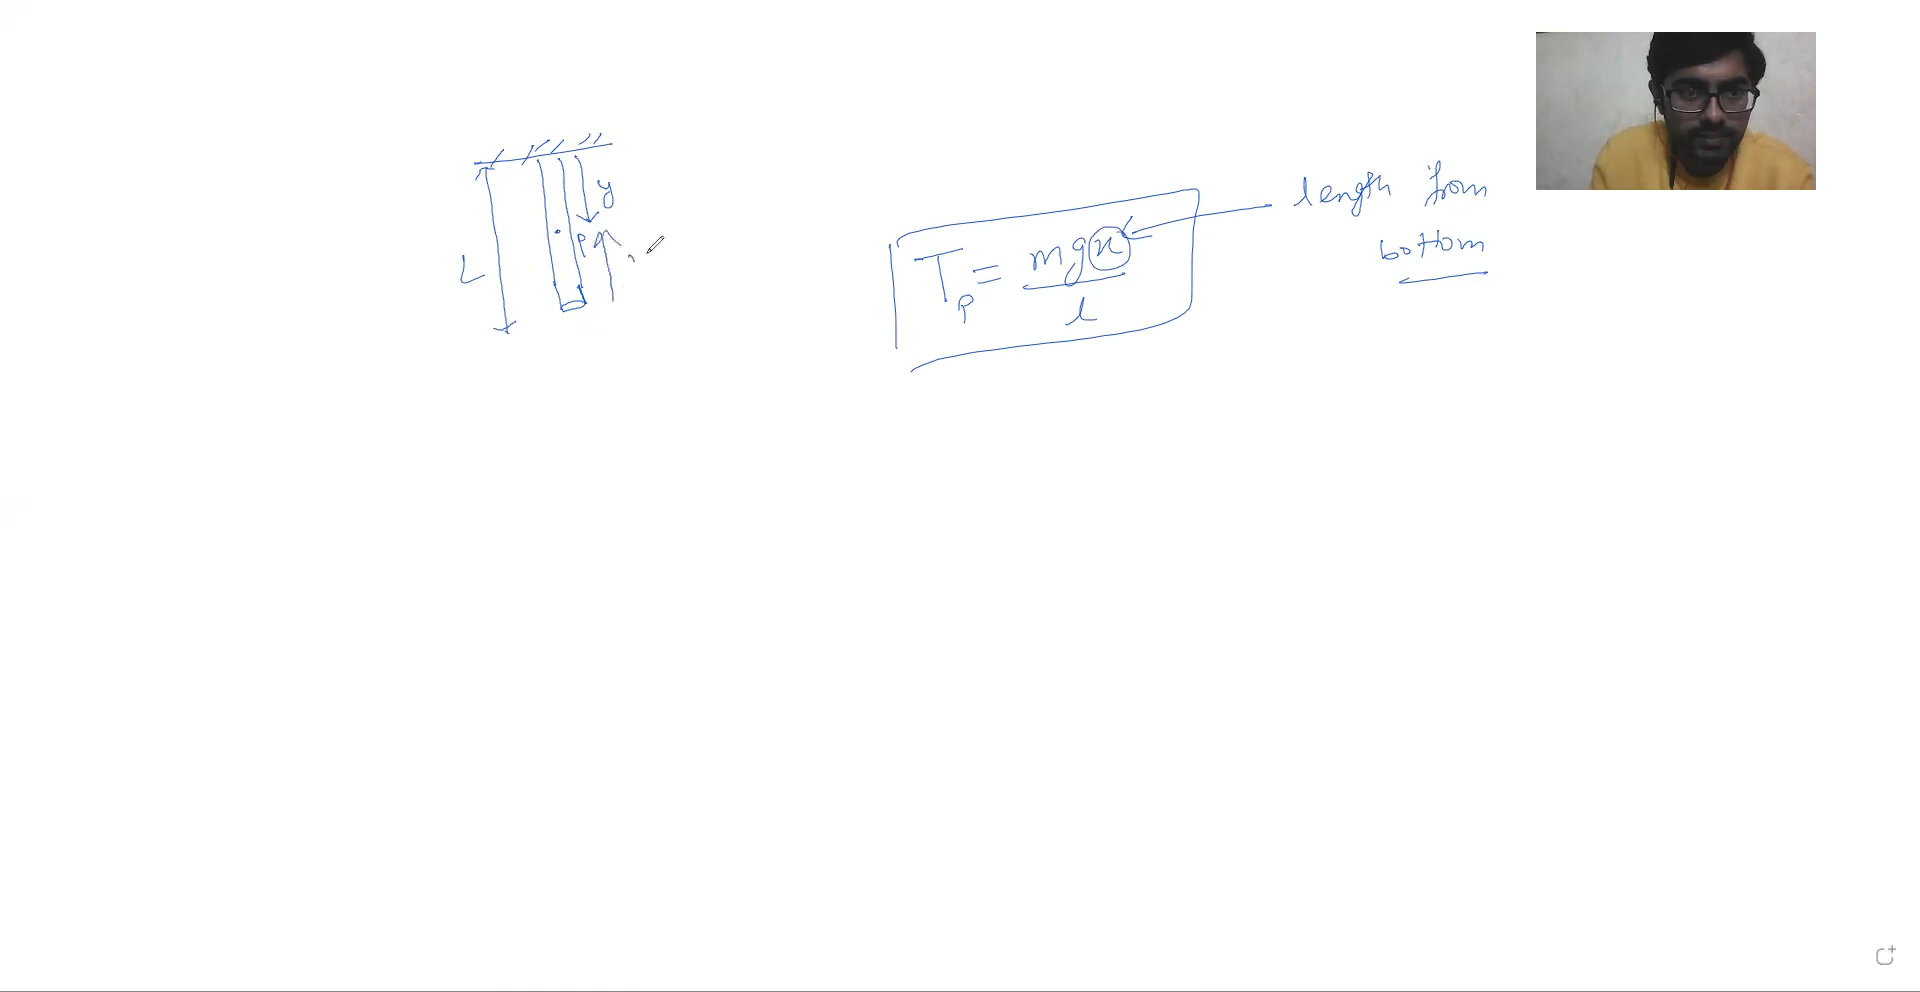 y
L
P
T_P = mgx / l
length from
bottom